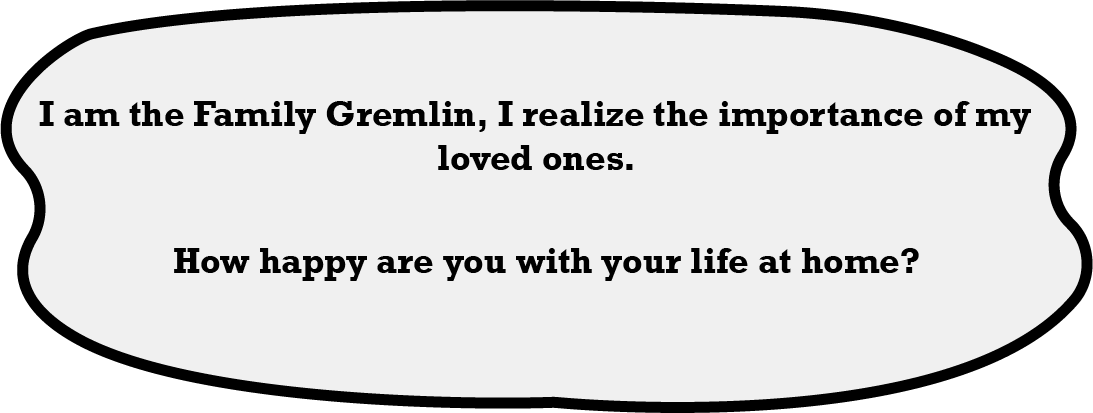 I am the Family Gremlin, I realize the importance of my
loved ones.
How happy are you with your life at home?